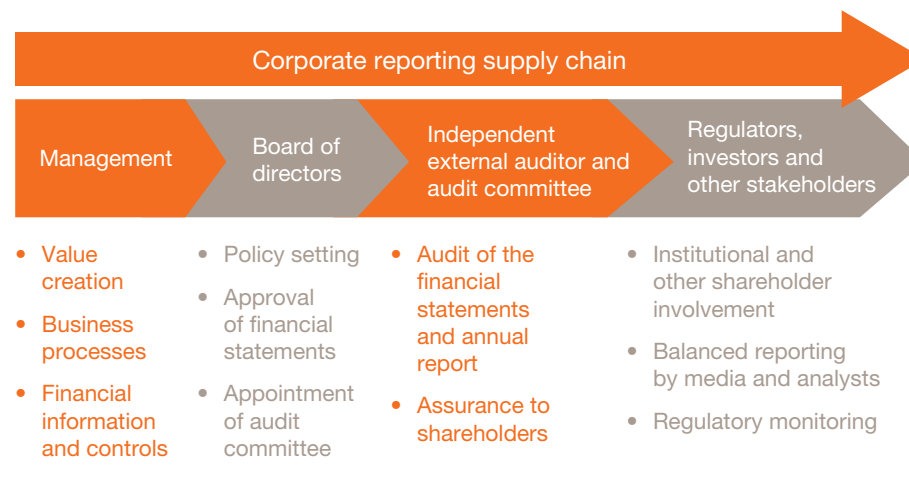 Corporate reporting supply chain
Management
Board of
directors
Independent
external auditor and
audit committee
Regulators,
investors and
other stakeholders
• Value
creation
• Business
processes
• Financial
information
and controls
• Policy setting
• Approval
of financial
statements
• Appointment
of audit
committee
• Audit of the
financial
statements
and annual
report
• Assurance to
shareholders
• Institutional and
other shareholder
involvement
• Balanced reporting
by media and analysts
• Regulatory monitoring